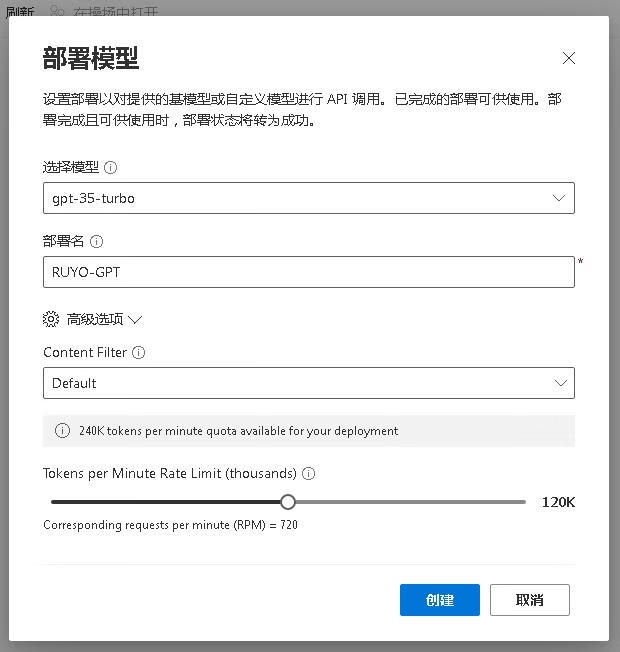 刷新 在操场中打开
部署模型
设置部署以对提供的基模型或自定义模型进行 API 调用。已完成的部署可供使用。部
署完成且可供使用时，部署状态将转为成功。
选择模型
gpt-35-turbo
部署名
RUYO-GPT
*
高级选项
Content Filter
Default
240K tokens per minute quota available for your deployment
Tokens per Minute Rate Limit (thousands)
120K
Corresponding requests per minute (RPM) = 720
创建 取消